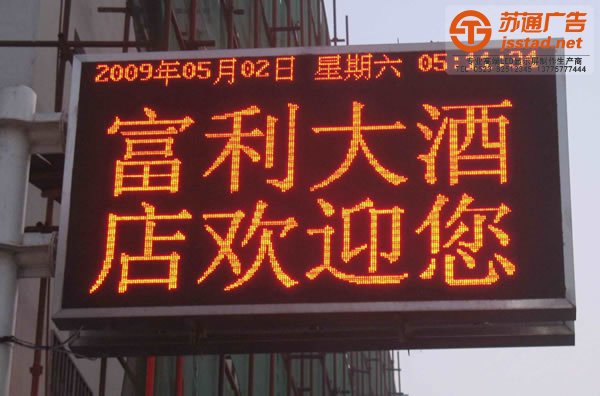 苏通广告
jsstad.net
2009年05月02日 星期六 05
富利大酒
店欢迎您